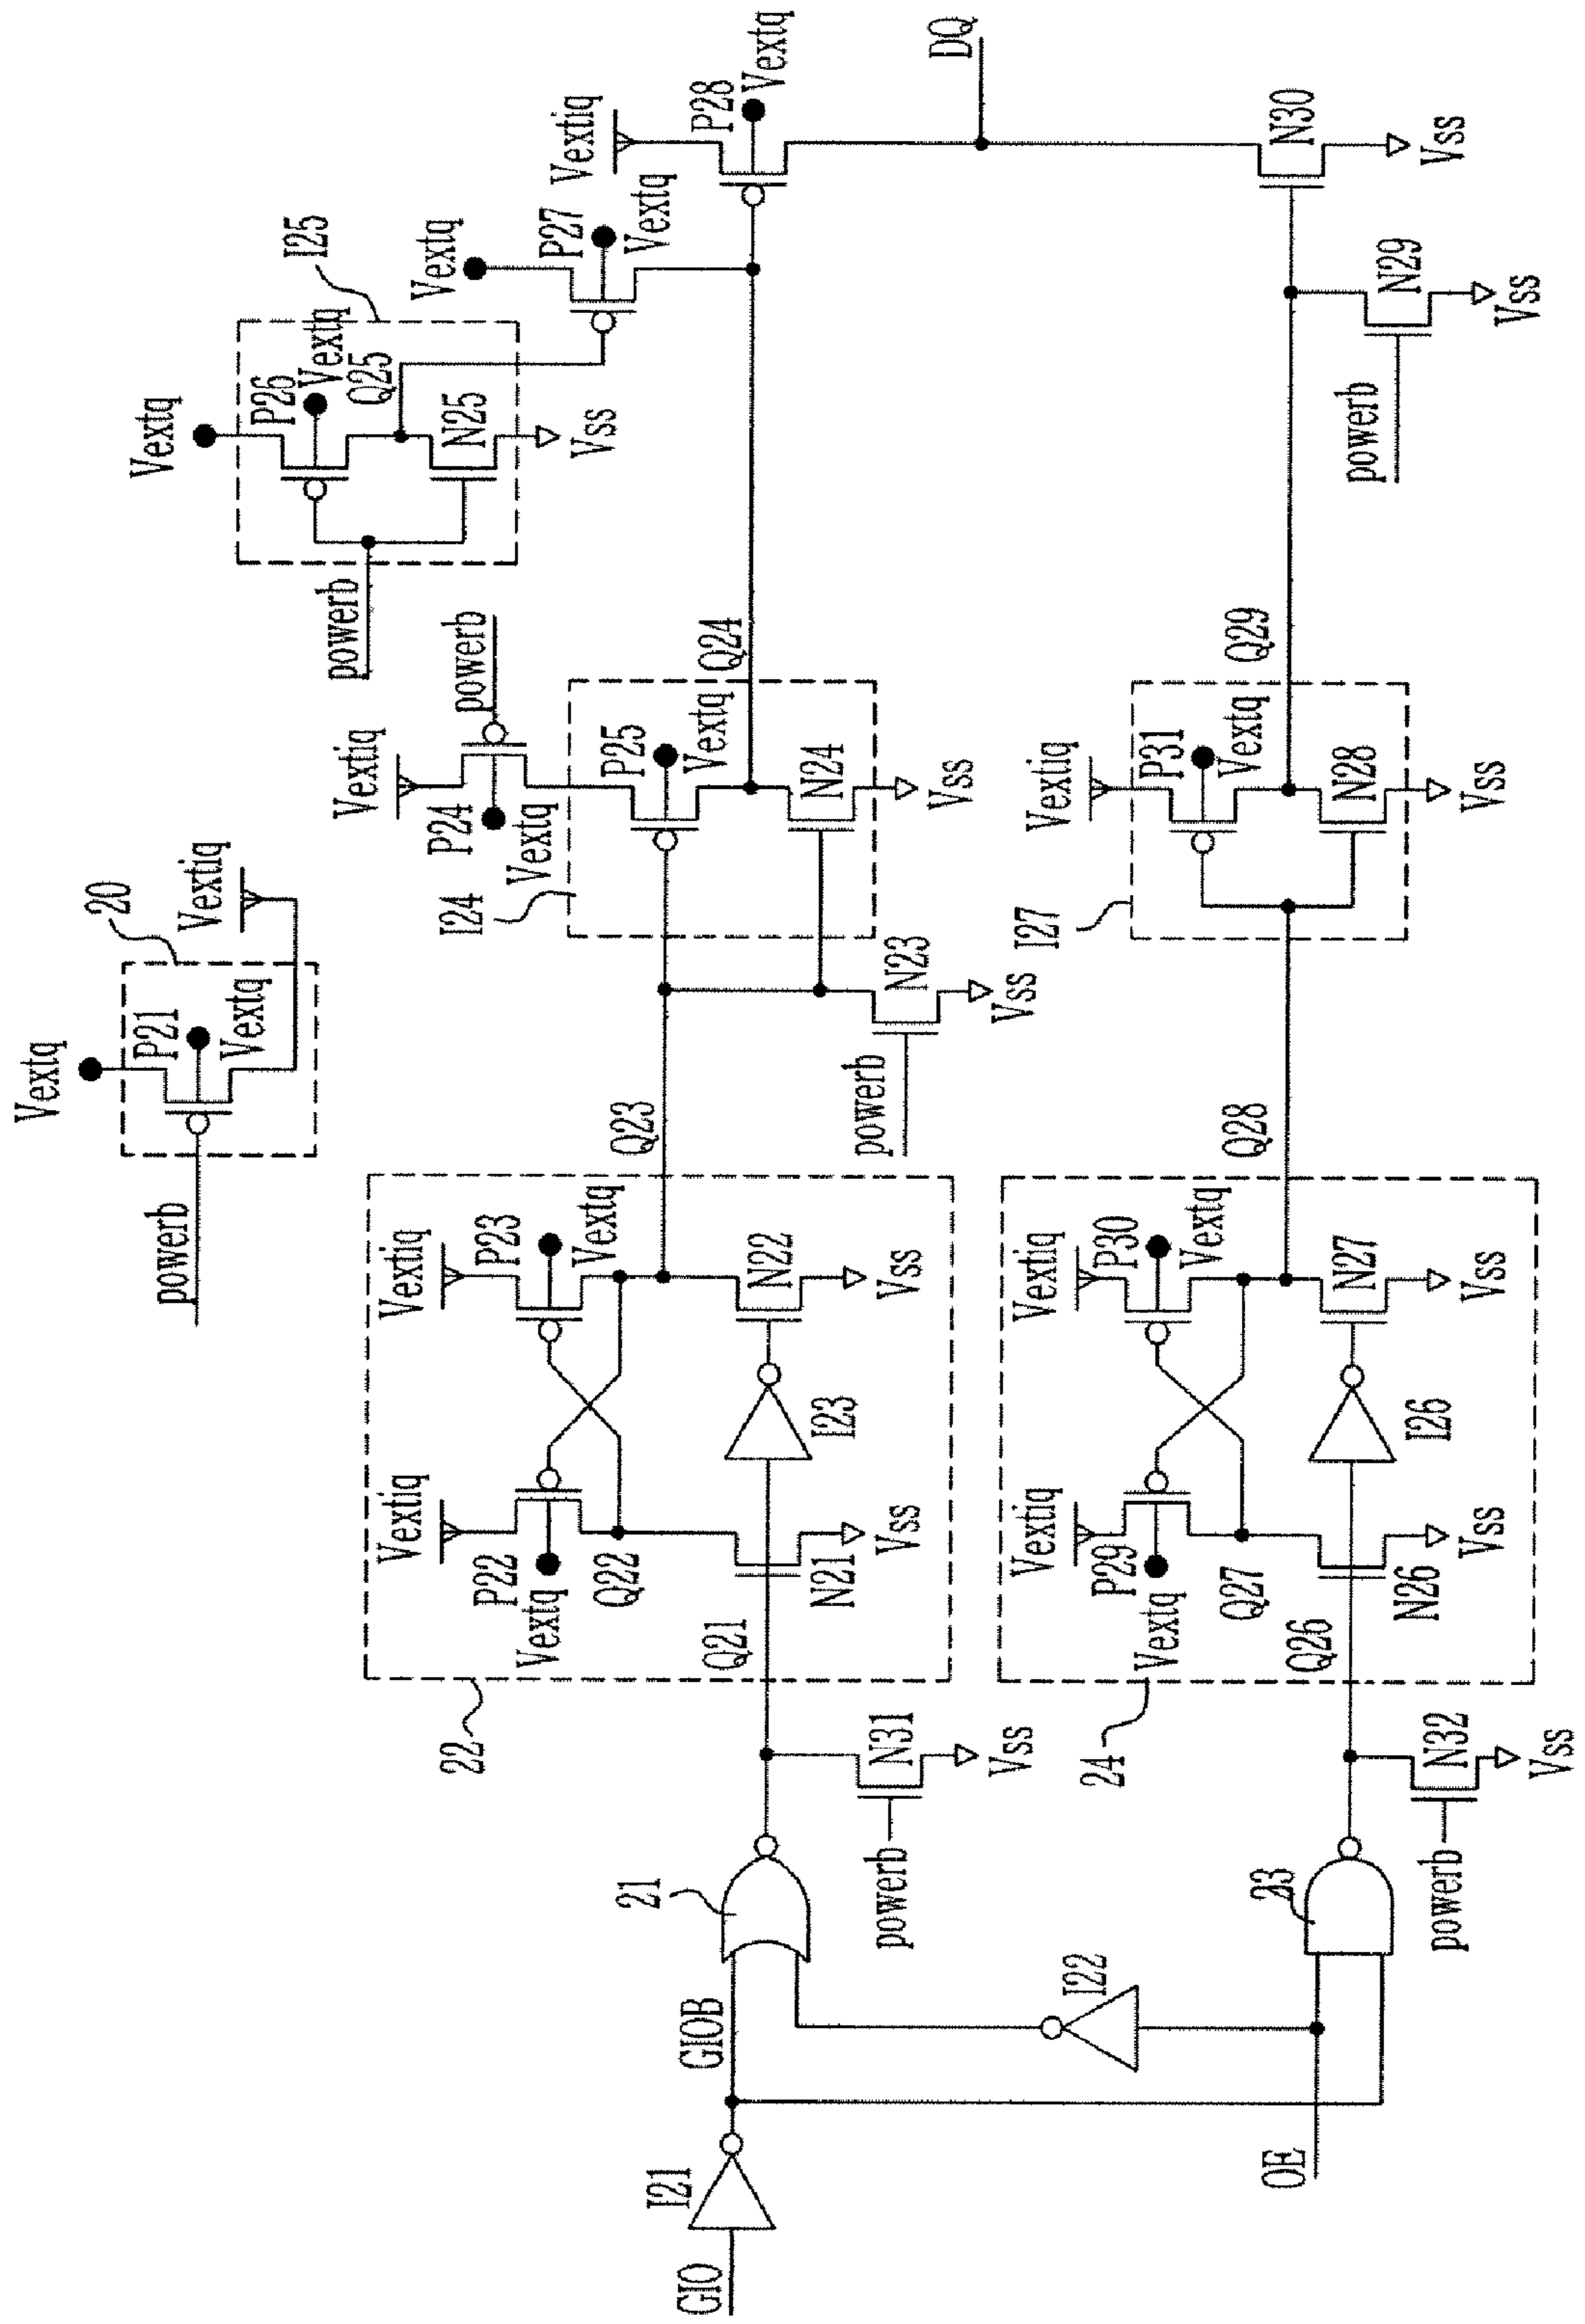 Vextq
20
P21
Vextq
Vextiq
powerb
Vextq
P26
Vextq
Q25
N25
Vss
I25
powerb
Vextq
P27
Vextq
Vextiq
P28
Vextq
DQ
Vextiq
P24
Vextq
powerb
I24
P25
Vextq
Q24
N24
Vss
22
Vextiq
P22
Vextq
Q22
Vextiq
P23
Vextq
Q23
Q21
N21
Vss
I23
N22
Vss
powerb
N23
Vss
GIO
I21
GIOB
21
powerb
N31
Vss
I22
OE
23
powerb
N32
Vss
24
Vextiq
P29
Vextq
Q27
Vextiq
P30
Vextq
Q28
Q26
N26
Vss
I26
N27
Vss
I27
Vextiq
P31
Vextq
Q29
N28
Vss
powerb
N29
Vss
N30
Vss